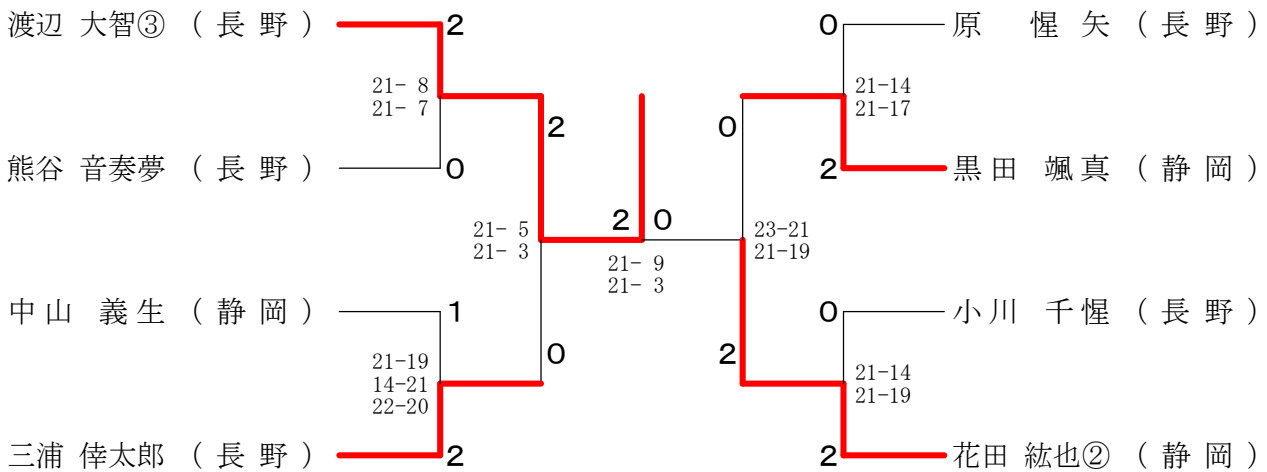 渡辺 大智③ （ 長 野 ） 2 0 原 惺 矢 （ 長 野 ）
21- 8 21-14
21- 7 21-17
2 0
熊谷 音奏夢 （ 長 野 ） 0 2 黒 田 颯 真 （ 静 岡 ）
21- 5 2 0 23-21
21- 3 21-19
21- 9
21- 3
中 山 義 生 （ 静 岡 ） 1 0 小 川 千 惺 （ 長 野 ）
0 2
21-19 21-14
14-21 21-19
22-20
三浦 倖太郎 （ 長 野 ） 2 2 花田 紘也② （ 静 岡 ）